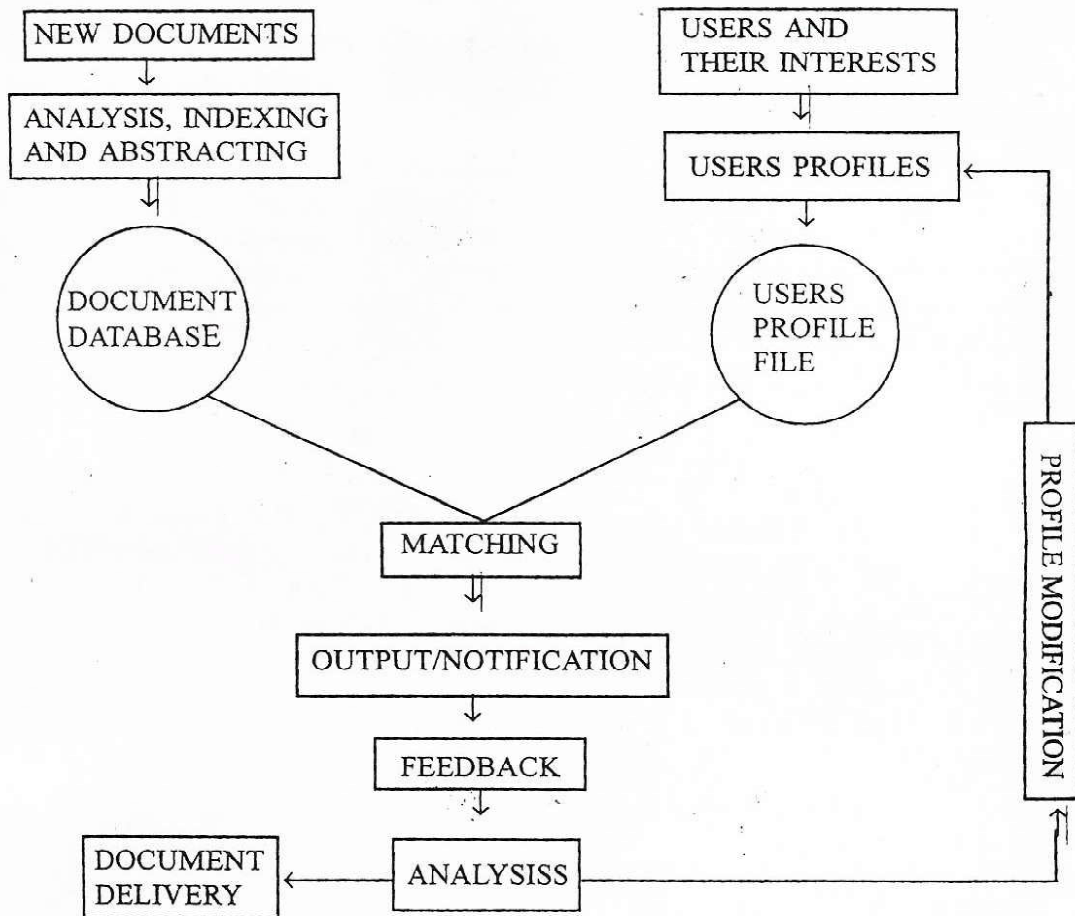 NEW DOCUMENTS
ANALYSIS, INDEXING
AND ABSTRACTING
DOCUMENT
DATABASE
USERS AND
THEIR INTERESTS
USERS PROFILES
USERS
PROFILE
FILE
MATCHING
OUTPUT/NOTIFICATION
FEEDBACK
ANALYSISS
DOCUMENT
DELIVERY
PROFILE MODIFICATION